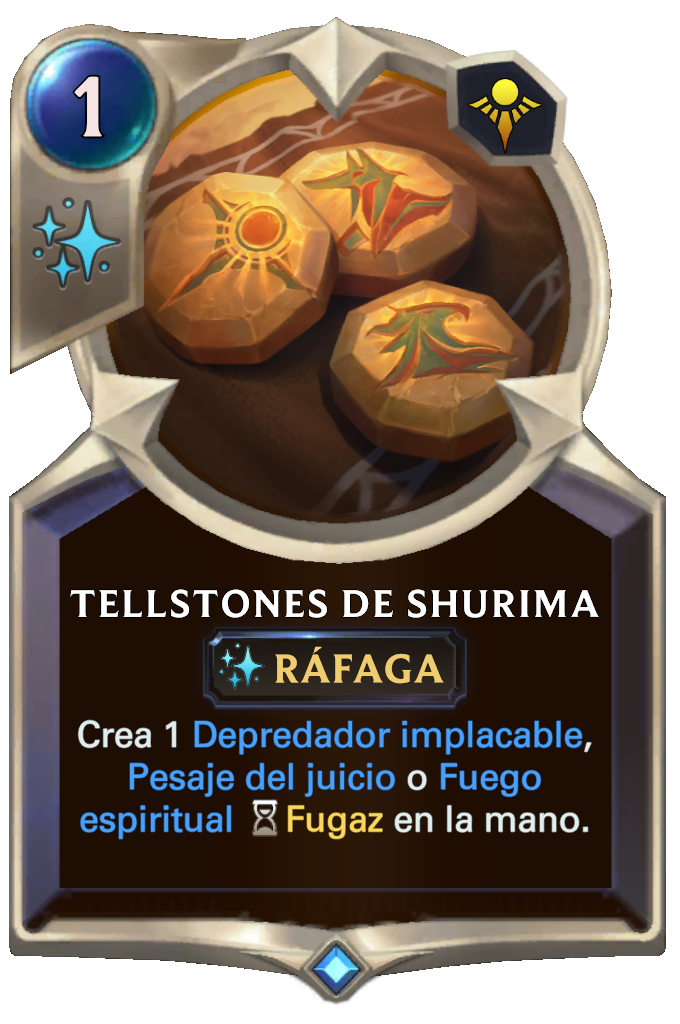 1
TELLSTONES DE SHURIMA
RÁFAGA
Crea 1 Depredador implacable,
Pesaje del juicio o Fuego
espiritual Fugaz en la mano.